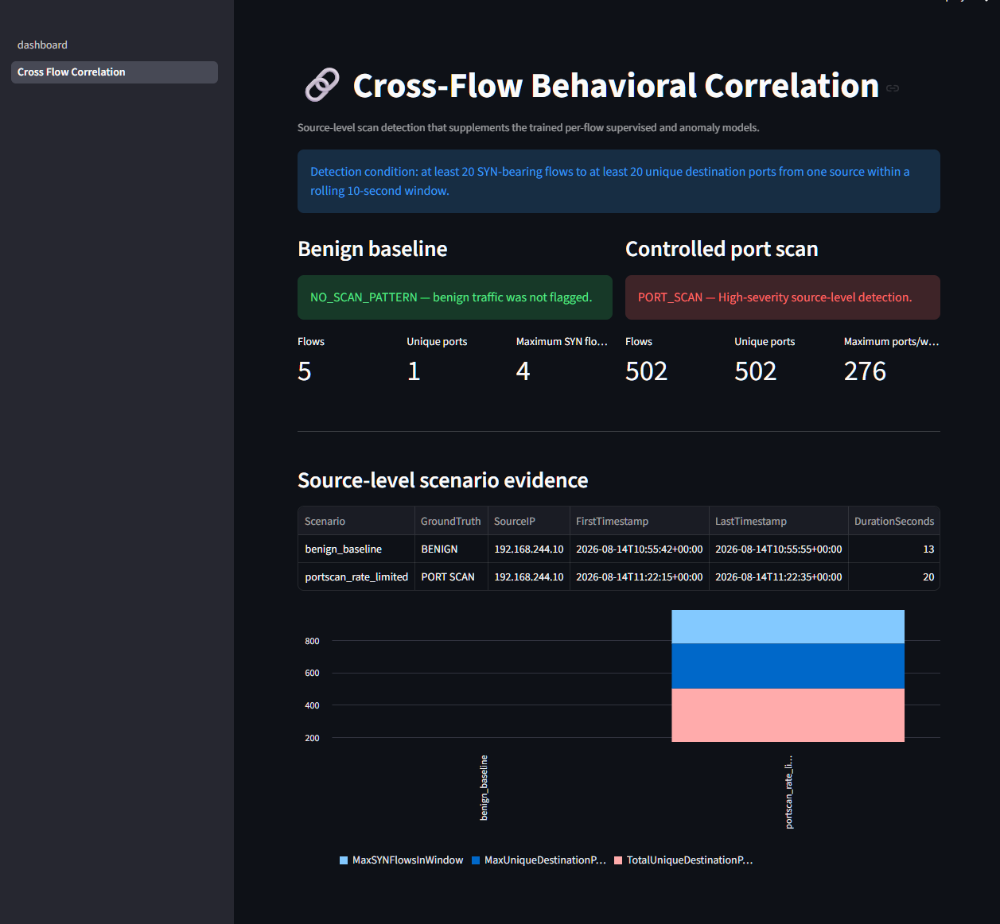 dashboard
Cross Flow Correlation
Cross-Flow Behavioral Correlation
Source-level scan detection that supplements the trained per-flow supervised and anomaly models.
Detection condition: at least 20 SYN-bearing flows to at least 20 unique destination ports from one source within a
rolling 10-second window.
Benign baseline
Controlled port scan
NO_SCAN_PATTERN — benign traffic was not flagged.
PORT_SCAN — High-severity source-level detection.
Flows Unique ports Maximum SYN flo... Flows Unique ports Maximum ports/w...
5 1 4 502 502 276
Source-level scenario evidence
Scenario GroundTruth SourceIP FirstTimestamp LastTimestamp DurationSeconds
benign_baseline BENIGN 192.168.244.10 2026-08-14T10:55:42+00:00 2026-08-14T10:55:55+00:00 13
portscan_rate_limited PORT SCAN 192.168.244.10 2026-08-14T11:22:15+00:00 2026-08-14T11:22:35+00:00 20
800
600
400
200
benign_baseline
portscan_rate_li...
MaxSYNFlowsInWindow MaxUniqueDestinationP... TotalUniqueDestinationP...